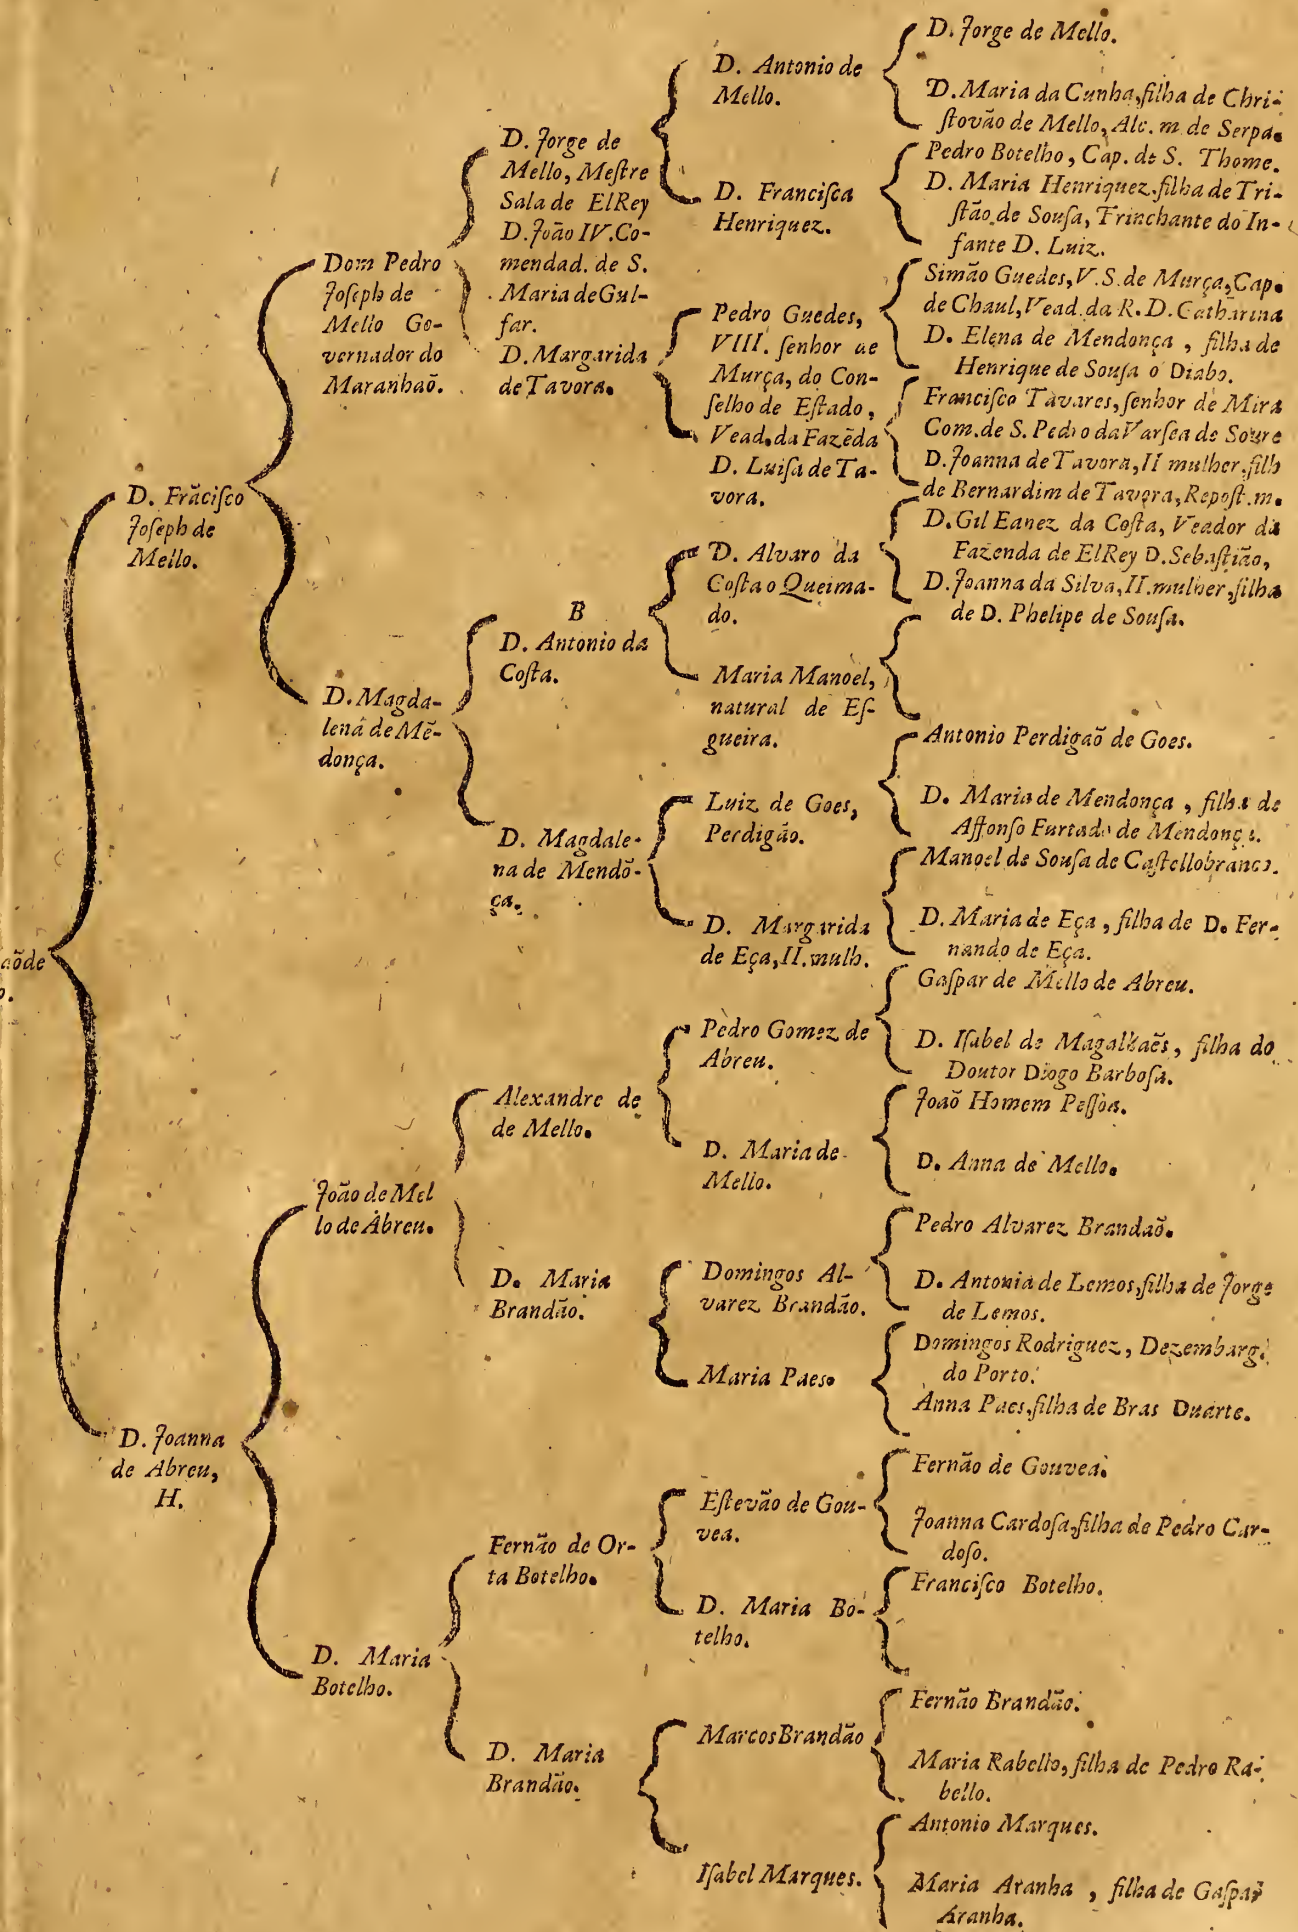 aõde
o.
D. Frãciſco
Joſeph de
Mello.
D. Joanna
de Abreu,
H.
Dom Pedro
Joſeph de
Mello Go-
vernador do
Maranhaõ.
D. Magda-
lena de Mẽ-
donça.
João de Mel
lo de Abreu.
D. Maria
Botelho.
D. Jorge de
Mello, Meſtre
Sala de ElRey
D. João IV. Co-
mendad. de S.
Maria de Gul-
far.
D. Margarida
de Tavora.
B
D. Antonio da
Coſta.
D. Magdale-
na de Mendõ-
ça.
Alexandre de
de Mello.
D. Maria
Brandão.
Fernão de Or-
ta Botelho.
D. Maria
Brandão.
D. Antonio de
Mello.
D. Franciſca
Henriquez.
Pedro Guedes,
VIII. ſenhor de
Murça, do Con-
ſelho de Eſtado,
Vead. da Fazẽda
D. Luiſa de Ta-
vora.
D. Alvaro da
Coſta o Queima-
do.
Maria Manoel,
natural de Eſ-
gueira.
Luiz de Goes,
Perdigão.
D. Margarida
de Eça, II. mulh.
Pedro Gomez de
Abreu.
D. Maria de
Mello.
Domingos Al-
varez Brandão.
Maria Paes.
Eſtevão de Gou-
vea.
D. Maria Bo-
telho.
Marcos Brandão
Iſabel Marques.
D. Jorge de Mello.
D. Maria da Cunha, filha de Chri-
ſtovão de Mello, Alc. m. de Serpa.
Pedro Botelho, Cap. de S. Thome.
D. Maria Henriquez, filha de Tri-
ſtão de Souſa, Trinchante do In-
fante D. Luiz.
Simão Guedes, V. S. de Murça, Cap.
de Chaul, Vead. da R. D. Catharina
D. Elena de Mendonça , filha de
Henrique de Souſa o Diabo.
Franciſco Tavares, ſenhor de Mira
Com. de S. Pedro da Varſea de Soure
D. Joanna de Tavora, II mulher, filh
de Bernardim de Tavora, Repoſt. m.
D. Gil Eanez da Coſta, Veador da
Fazenda de ElRey D. Sebaſtião,
D. Joanna da Silva, II. mulher, filha
de D. Phelipe de Souſa.
Antonio Perdigaõ de Goes.
D. Maria de Mendonça , filha de
Affonſo Furtado de Mendonça.
Manoel de Souſa de Caſtellobranco.
D. Maria de Eça , filha de D. Fer-
nando de Eça.
Gaſpar de Mello de Abreu.
D. Iſabel de Magalhaẽs, filha do
Doutor Diogo Barboſa.
Joaõ Homem Peſſoa.
D. Anna de Mello.
Pedro Alvarez Brandaõ.
D. Antonia de Lemos, filha de Jorge
de Lemos.
Domingos Rodriguez, Dezembarg.
do Porto.
Anna Paes, filha de Bras Duarte.
Fernão de Gouvea.
Joanna Cardoſa, filha de Pedro Car-
doſo.
Franciſco Botelho.
Fernão Brandão.
Maria Rabello, filha de Pedro Ra-
bello.
Antonio Marques.
Maria Aranha , filha de Gaſpar
Aranha.